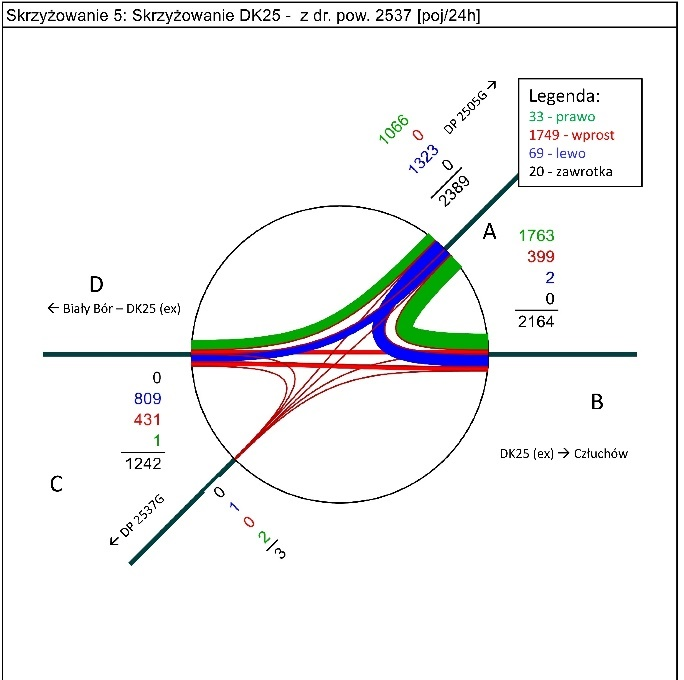 Skrzyżowanie 5: Skrzyżowanie DK25 - z dr. pow. 2537 [poj/24h]
Legenda:
33 - prawo
1749 - wprost
69 - lewo
20 - zawrotka
DP 2505G →
1066
0
1323
0
2389
A
1763
399
2
0
2164
D
← Biały Bór – DK25 (ex)
0
809
431
1
1242
B
DK25 (ex) → Człuchów
C
← DP 2537G
0
1
0
2
3